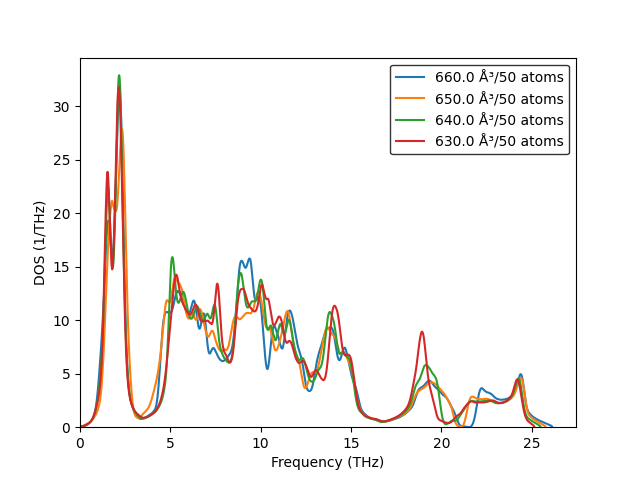 660.0 Å³/50 atoms
650.0 Å³/50 atoms
640.0 Å³/50 atoms
630.0 Å³/50 atoms
DOS (1/THz)
30
25
20
15
10
5
0
0 5 10 15 20 25
Frequency (THz)